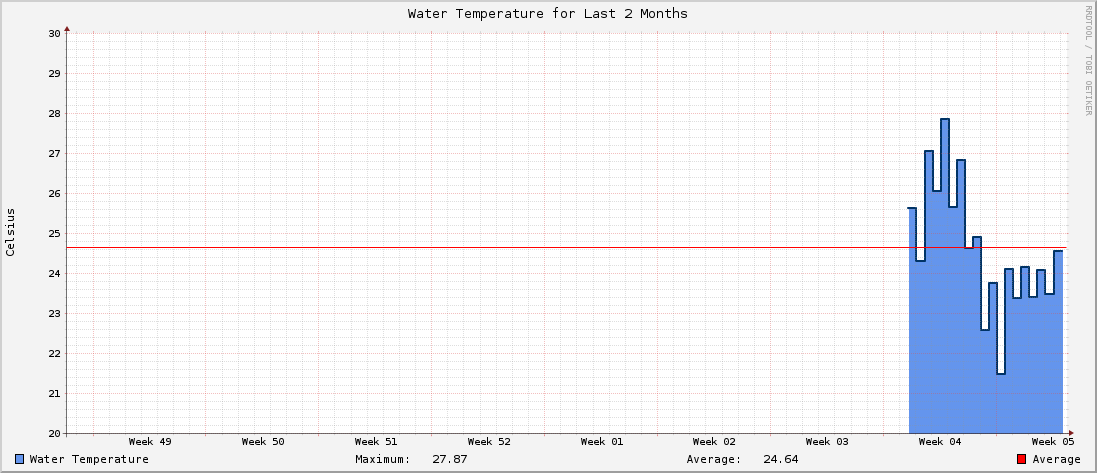 Water Temperature for Last 2 Months
RRDTOOL / TOBI OETIKER
Celsius
30
29
28
27
26
25
24
23
22
21
20
Week 49 Week 50 Week 51 Week 52 Week 01 Week 02 Week 03 Week 04 Week 05
Water Temperature Maximum: 27.87 Average: 24.64 Average